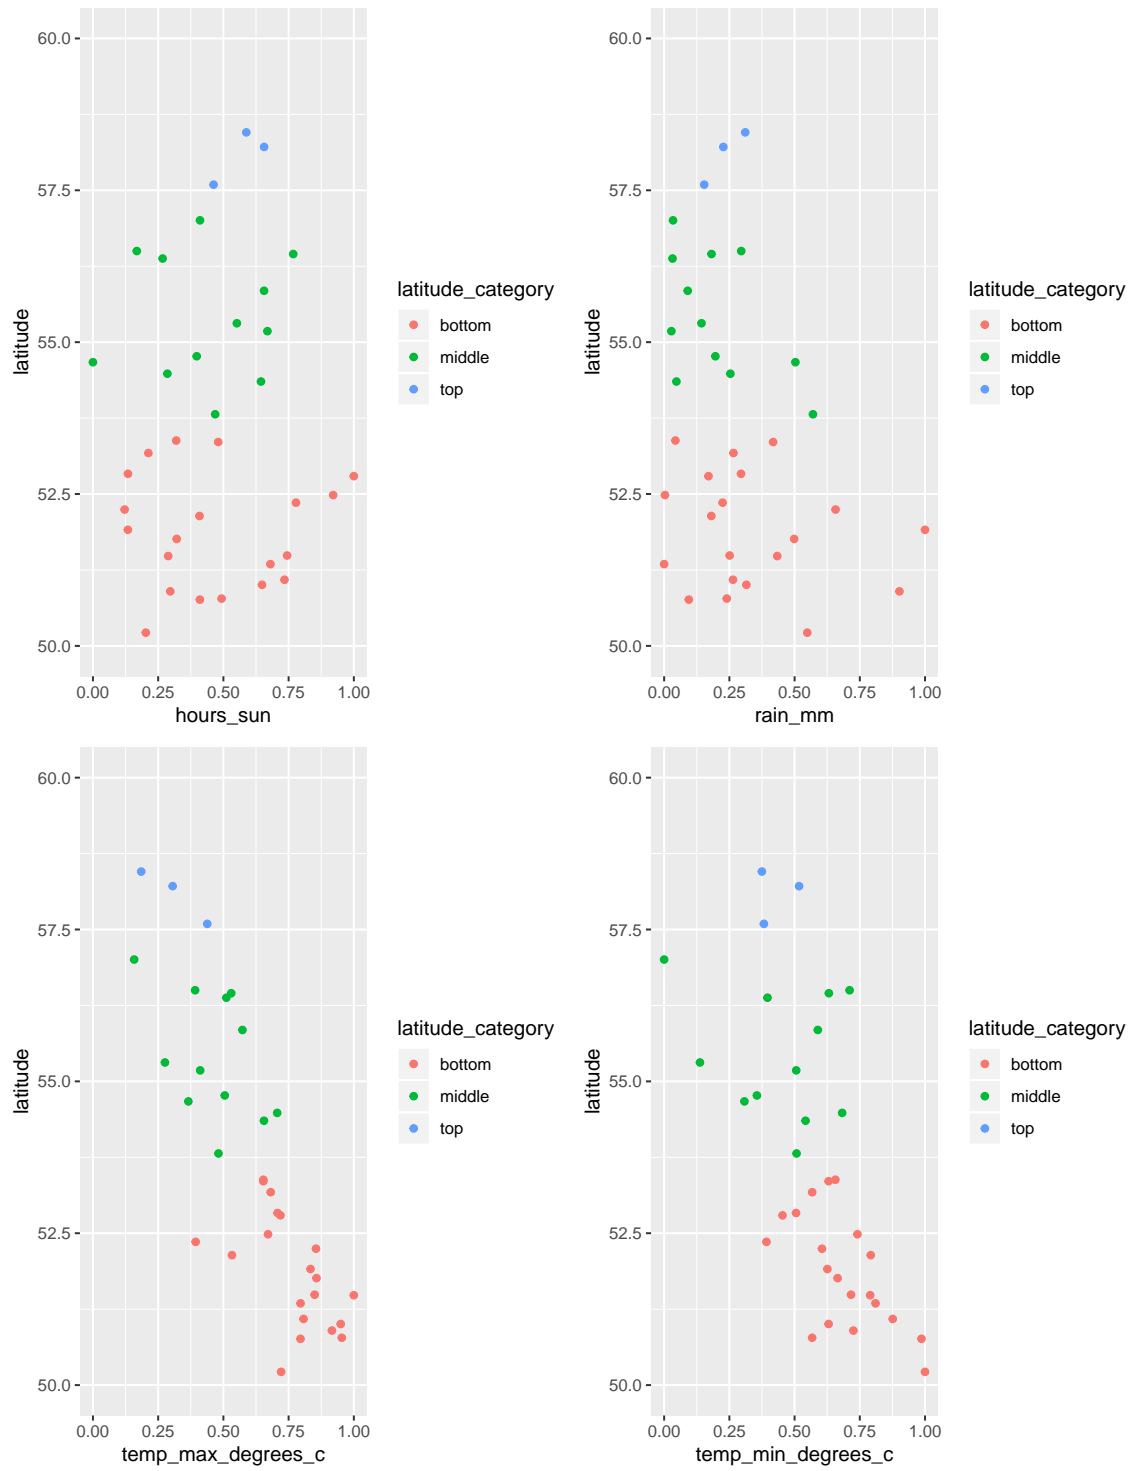 60.0
57.5
55.0
52.5
50.0
latitude
0.00 0.25 0.50 0.75 1.00
hours_sun
latitude_category
bottom
middle
top
60.0
57.5
55.0
52.5
50.0
latitude
0.00 0.25 0.50 0.75 1.00
rain_mm
latitude_category
bottom
middle
top
60.0
57.5
55.0
52.5
50.0
latitude
0.00 0.25 0.50 0.75 1.00
temp_max_degrees_c
latitude_category
bottom
middle
top
60.0
57.5
55.0
52.5
50.0
latitude
0.00 0.25 0.50 0.75 1.00
temp_min_degrees_c
latitude_category
bottom
middle
top